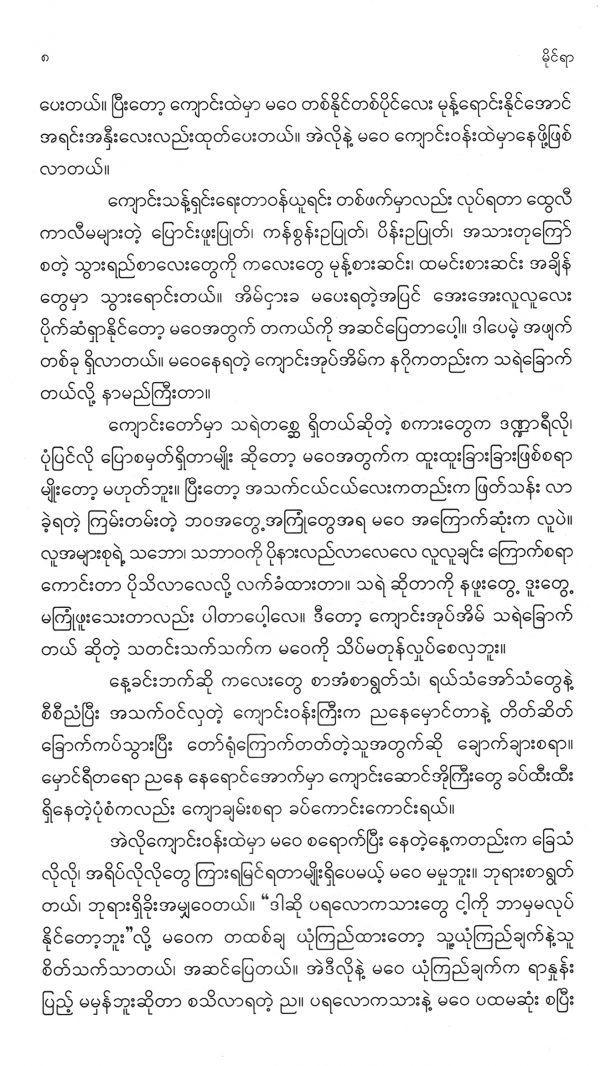 ၈ မိုင်ရာ
ပေးတယ်။ ပြီးတော့ ကျောင်းထဲမှာ မဝေ တစ်နိုင်တစ်ပိုင်လေး မုန့်ရောင်းနိုင်အောင်
အရင်းအနှီးလေးလည်းထုတ်ပေးတယ်။ အဲလိုနဲ့ မဝေ ကျောင်းဝန်းထဲမှာနေဖို့ဖြစ်
လာတယ်။
ကျောင်းသန့်ရှင်းရေးတာဝန်ယူရင်း တစ်ဖက်မှာလည်း လုပ်ရတာ ထွေလီ
ကာလီမများတဲ့ ပြောင်းဖူးပြုတ်၊ ကန်စွန်းဥပြုတ်၊ ပိန်းဥပြုတ်၊ အသားတုကြော်
စတဲ့ သွားရည်စာလေးတွေကို ကလေးတွေ မုန့်စားဆင်း၊ ထမင်းစားဆင်း အချိန်
တွေမှာ သွားရောင်းတယ်။ အိမ်ငှားခ မပေးရတဲ့အပြင် အေးအေးလူလူလေး
ပိုက်ဆံရှာနိုင်တော့ မဝေအတွက် တကယ်ကို အဆင်ပြေတာပေါ့။ ဒါပေမဲ့ အဖျက်
တစ်ခု ရှိလာတယ်။ မဝေနေရတဲ့ ကျောင်းအုပ်အိမ်က နဂိုကတည်းက သရဲခြောက်
တယ်လို့ နာမည်ကြီးတာ။
ကျောင်းတော်မှာ သရဲတစ္ဆေ ရှိတယ်ဆိုတဲ့ စကားတွေက ဒဏ္ဍာရီလို၊
ပုံပြင်လို ပြောစမှတ်ရှိတာမျိုး ဆိုတော့ မဝေအတွက်က ထူးထူးခြားခြားဖြစ်စရာ
မျိုးတော့ မဟုတ်ဘူး။ ပြီးတော့ အသက်ငယ်ငယ်လေးကတည်းက ဖြတ်သန်း လာ
ခဲ့ရတဲ့ ကြမ်းတမ်းတဲ့ ဘဝအတွေ့အကြုံတွေအရ မဝေ အကြောက်ဆုံးက လူပဲ။
လူအများစုရဲ့ သဘော၊ သဘာဝကို ပိုနားလည်လာလေလေ လူလူချင်း ကြောက်စရာ
ကောင်းတာ ပိုသိလာလေလို့ လက်ခံထားတာ။ သရဲ ဆိုတာကို နဖူးတွေ့ ဒူးတွေ့
မကြုံဖူးသေးတာလည်း ပါတာပေါ့လေ။ ဒီတော့ ကျောင်းအုပ်အိမ် သရဲခြောက်
တယ် ဆိုတဲ့ သတင်းသက်သက်က မဝေကို သိပ်မတုန်လှုပ်စေလှဘူး။
နေ့ခင်းဘက်ဆို ကလေးတွေ စာအံစာရွတ်သံ၊ ရယ်သံအော်သံတွေနဲ့
စီစီညံပြီး အသက်ဝင်လှတဲ့ ကျောင်းဝန်းကြီးက ညနေမှောင်တာနဲ့ တိတ်ဆိတ်
ခြောက်ကပ်သွားပြီး တော်ရုံကြောက်တတ်တဲ့သူအတွက်ဆို ချောက်ချားစရာ။
မှောင်ရီတရော ညနေ နေရောင်အောက်မှာ ကျောင်းဆောင်အိုကြီးတွေ ခပ်ထီးထီး
ရှိနေတဲ့ပုံစံကလည်း ကျောချမ်းစရာ ခပ်ကောင်းကောင်းရယ်။
အဲလိုကျောင်းဝန်းထဲမှာ မဝေ စရောက်ပြီး နေတဲ့နေ့ကတည်းက ခြေသံ
လိုလို၊ အရိပ်လိုလိုတွေ ကြားရမြင်ရတာမျိုးရှိပေမယ့် မဝေ မမှုဘူး။ ဘုရားစာရွတ်
တယ်၊ ဘုရားရှိခိုးအမျှဝေတယ်။ “ဒါဆို ပရလောကသားတွေ ငါ့ကို ဘာမှမလုပ်
နိုင်တော့ဘူး”လို့ မဝေက တထစ်ချ ယုံကြည်ထားတော့ သူ့ယုံကြည်ချက်နဲ့သူ
စိတ်သက်သာတယ်၊ အဆင်ပြေတယ်။ အဲဒီလိုနဲ့ မဝေ ယုံကြည်ချက်က ရာနှုန်း
ပြည့် မမှန်ဘူးဆိုတာ စသိလာရတဲ့ ည။ ပရလောကသားနဲ့ မဝေ ပထမဆုံး စပြီး